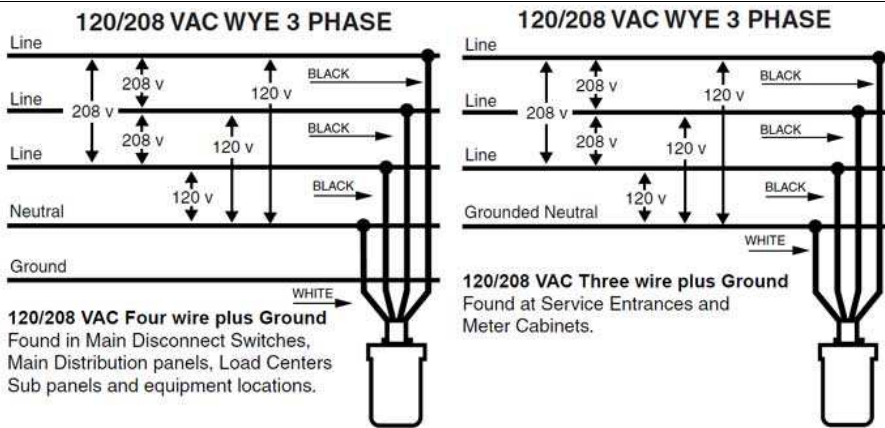 120/208 VAC WYE 3 PHASE
Line
BLACK
208 v
120 v
Line
208 v
BLACK
208 v
120 v
Line
BLACK
120 v
Neutral
Ground
WHITE
120/208 VAC Four wire plus Ground
Found in Main Disconnect Switches,
Main Distribution panels, Load Centers
Sub panels and equipment locations.
120/208 VAC WYE 3 PHASE
Line
BLACK
208 v
120 v
Line
208 v
BLACK
208 v
120 v
Line
BLACK
120 v
Grounded Neutral
WHITE
120/208 VAC Three wire plus Ground
Found at Service Entrances and
Meter Cabinets.